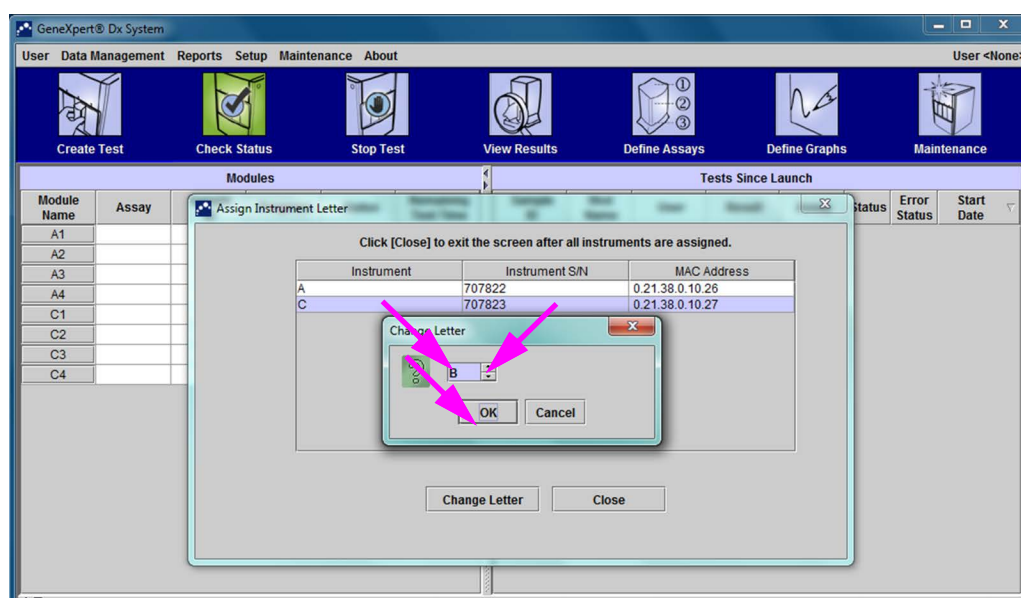 GeneXpert® Dx System
User Data Management Reports Setup Maintenance About User <None>
Create Test Check Status Stop Test View Results Define Assays Define Graphs Maintenance
Modules Tests Since Launch
Module Name Assay Status Error Status Start Date
Assign Instrument Letter
A1
A2
A3
A4
C1
C2
C3
C4
Click [Close] to exit the screen after all instruments are assigned.
Instrument Instrument S/N MAC Address
A 707822 0.21.38.0.10.26
C 707823 0.21.38.0.10.27
Change Letter
B
OK Cancel
Change Letter Close